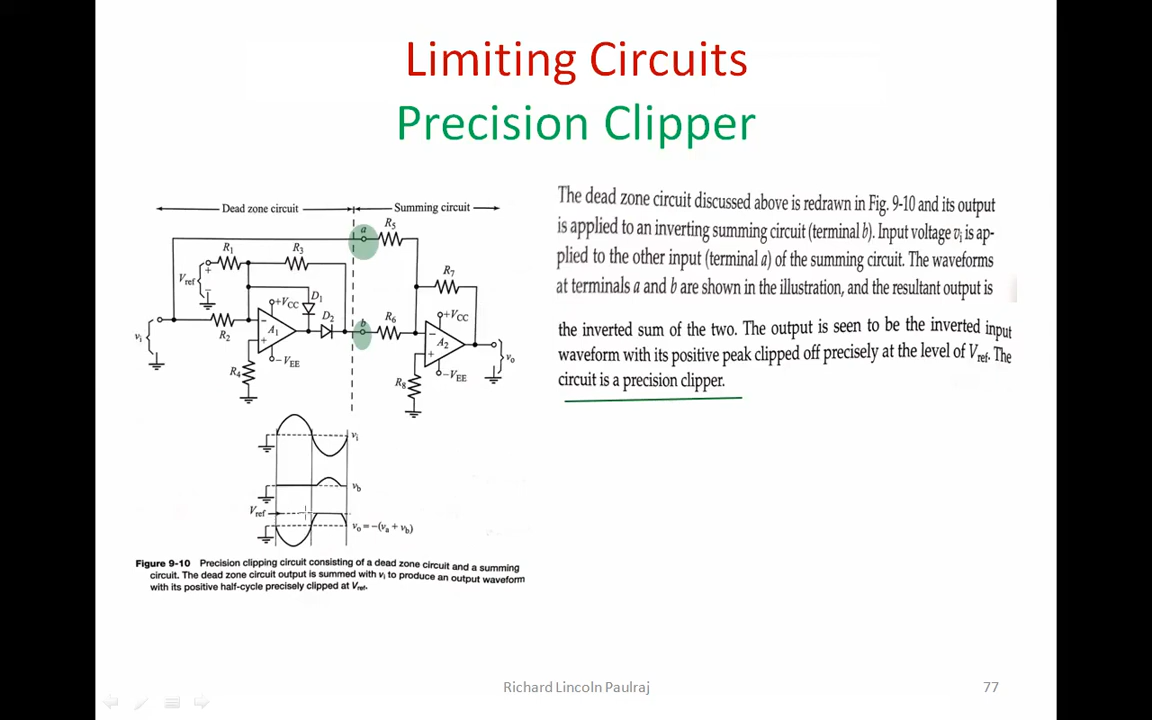 Limiting Circuits
Precision Clipper
Dead zone circuit
Summing circuit
a
R5
R1
R3
Vref
+
−
R7
+VCC
D1
D2
b
R6
+VCC
vi
R2
−
A1
+
−VEE
−
A2
+
−VEE
vo
R4
R8
vi
vb
Vref
vo = −(va + vb)
Figure 9-10 Precision clipping circuit consisting of a dead zone circuit and a summing
circuit. The dead zone circuit output is summed with vi to produce an output waveform
with its positive half-cycle precisely clipped at Vref.
The dead zone circuit discussed above is redrawn in Fig. 9-10 and its output
is applied to an inverting summing circuit (terminal b). Input voltage vi is ap-
plied to the other input (terminal a) of the summing circuit. The waveforms
at terminals a and b are shown in the illustration, and the resultant output is
the inverted sum of the two. The output is seen to be the inverted input
waveform with its positive peak clipped off precisely at the level of Vref. The
circuit is a precision clipper.
Richard Lincoln Paulraj
77